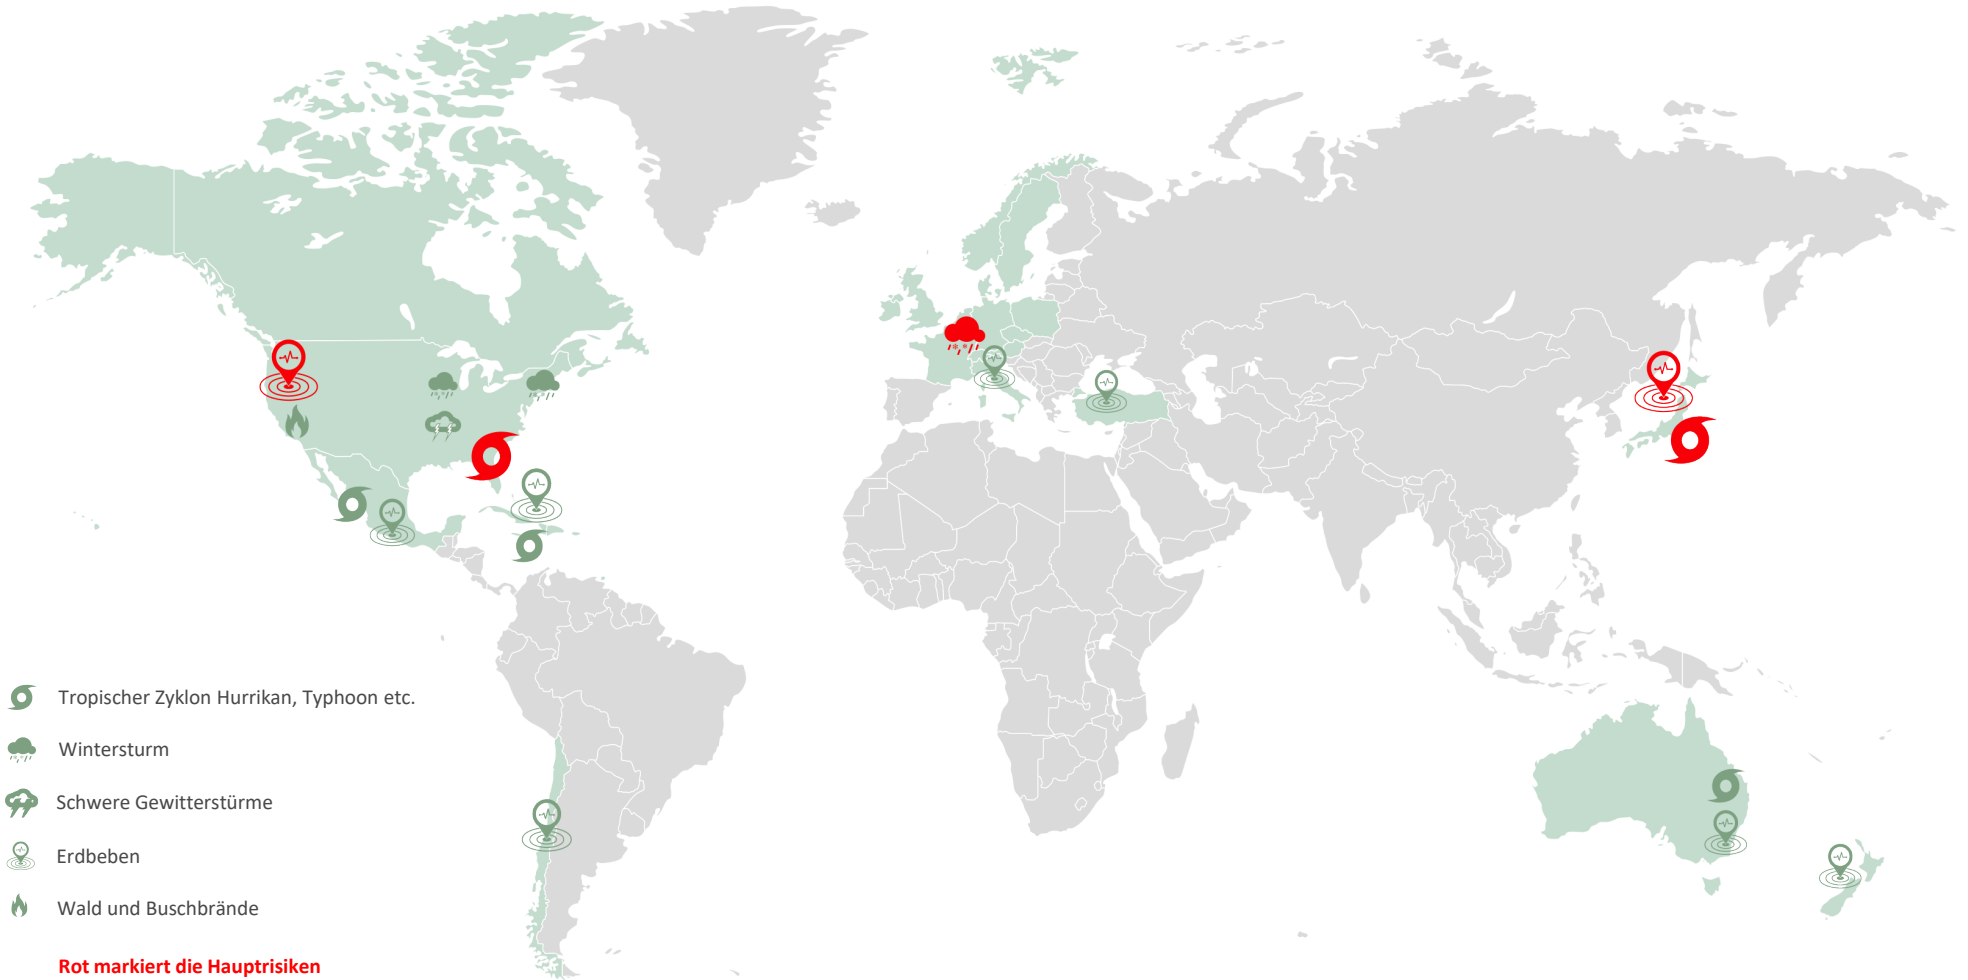 Tropischer Zyklon Hurrikan, Typhoon etc.
Wintersturm
Schwere Gewitterstürme
Erdbeben
Wald und Buschbrände
Rot markiert die Hauptrisiken